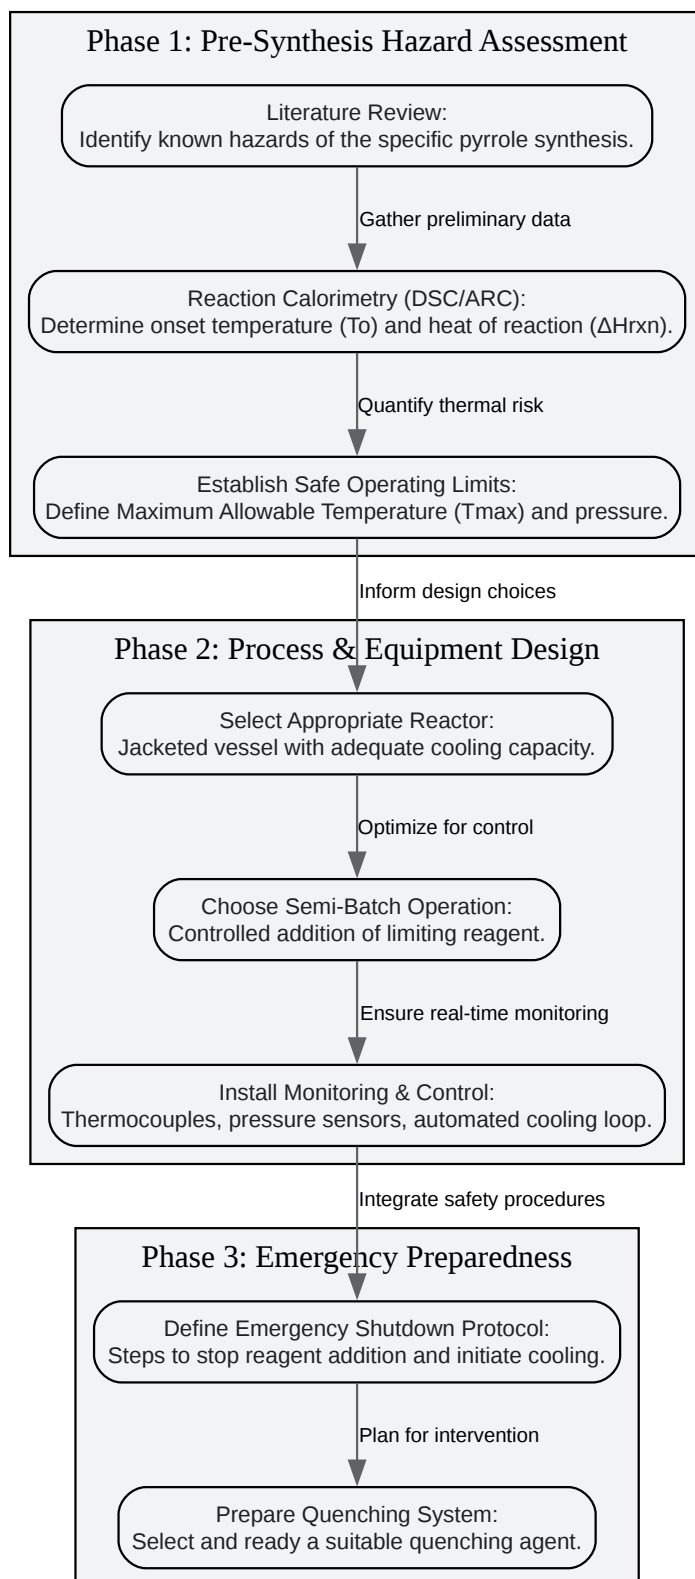 Phase 1: Pre-Synthesis Hazard Assessment
Literature Review:
Identify known hazards of the specific pyrrole synthesis.
Gather preliminary data
Reaction Calorimetry (DSC/ARC):
Determine onset temperature (To) and heat of reaction (ΔHrxn).
Quantify thermal risk
Establish Safe Operating Limits:
Define Maximum Allowable Temperature (Tmax) and pressure.
Inform design choices
Phase 2: Process & Equipment Design
Select Appropriate Reactor:
Jacketed vessel with adequate cooling capacity.
Optimize for control
Choose Semi-Batch Operation:
Controlled addition of limiting reagent.
Ensure real-time monitoring
Install Monitoring & Control:
Thermocouples, pressure sensors, automated cooling loop.
Integrate safety procedures
Phase 3: Emergency Preparedness
Define Emergency Shutdown Protocol:
Steps to stop reagent addition and initiate cooling.
Plan for intervention
Prepare Quenching System:
Select and ready a suitable quenching agent.